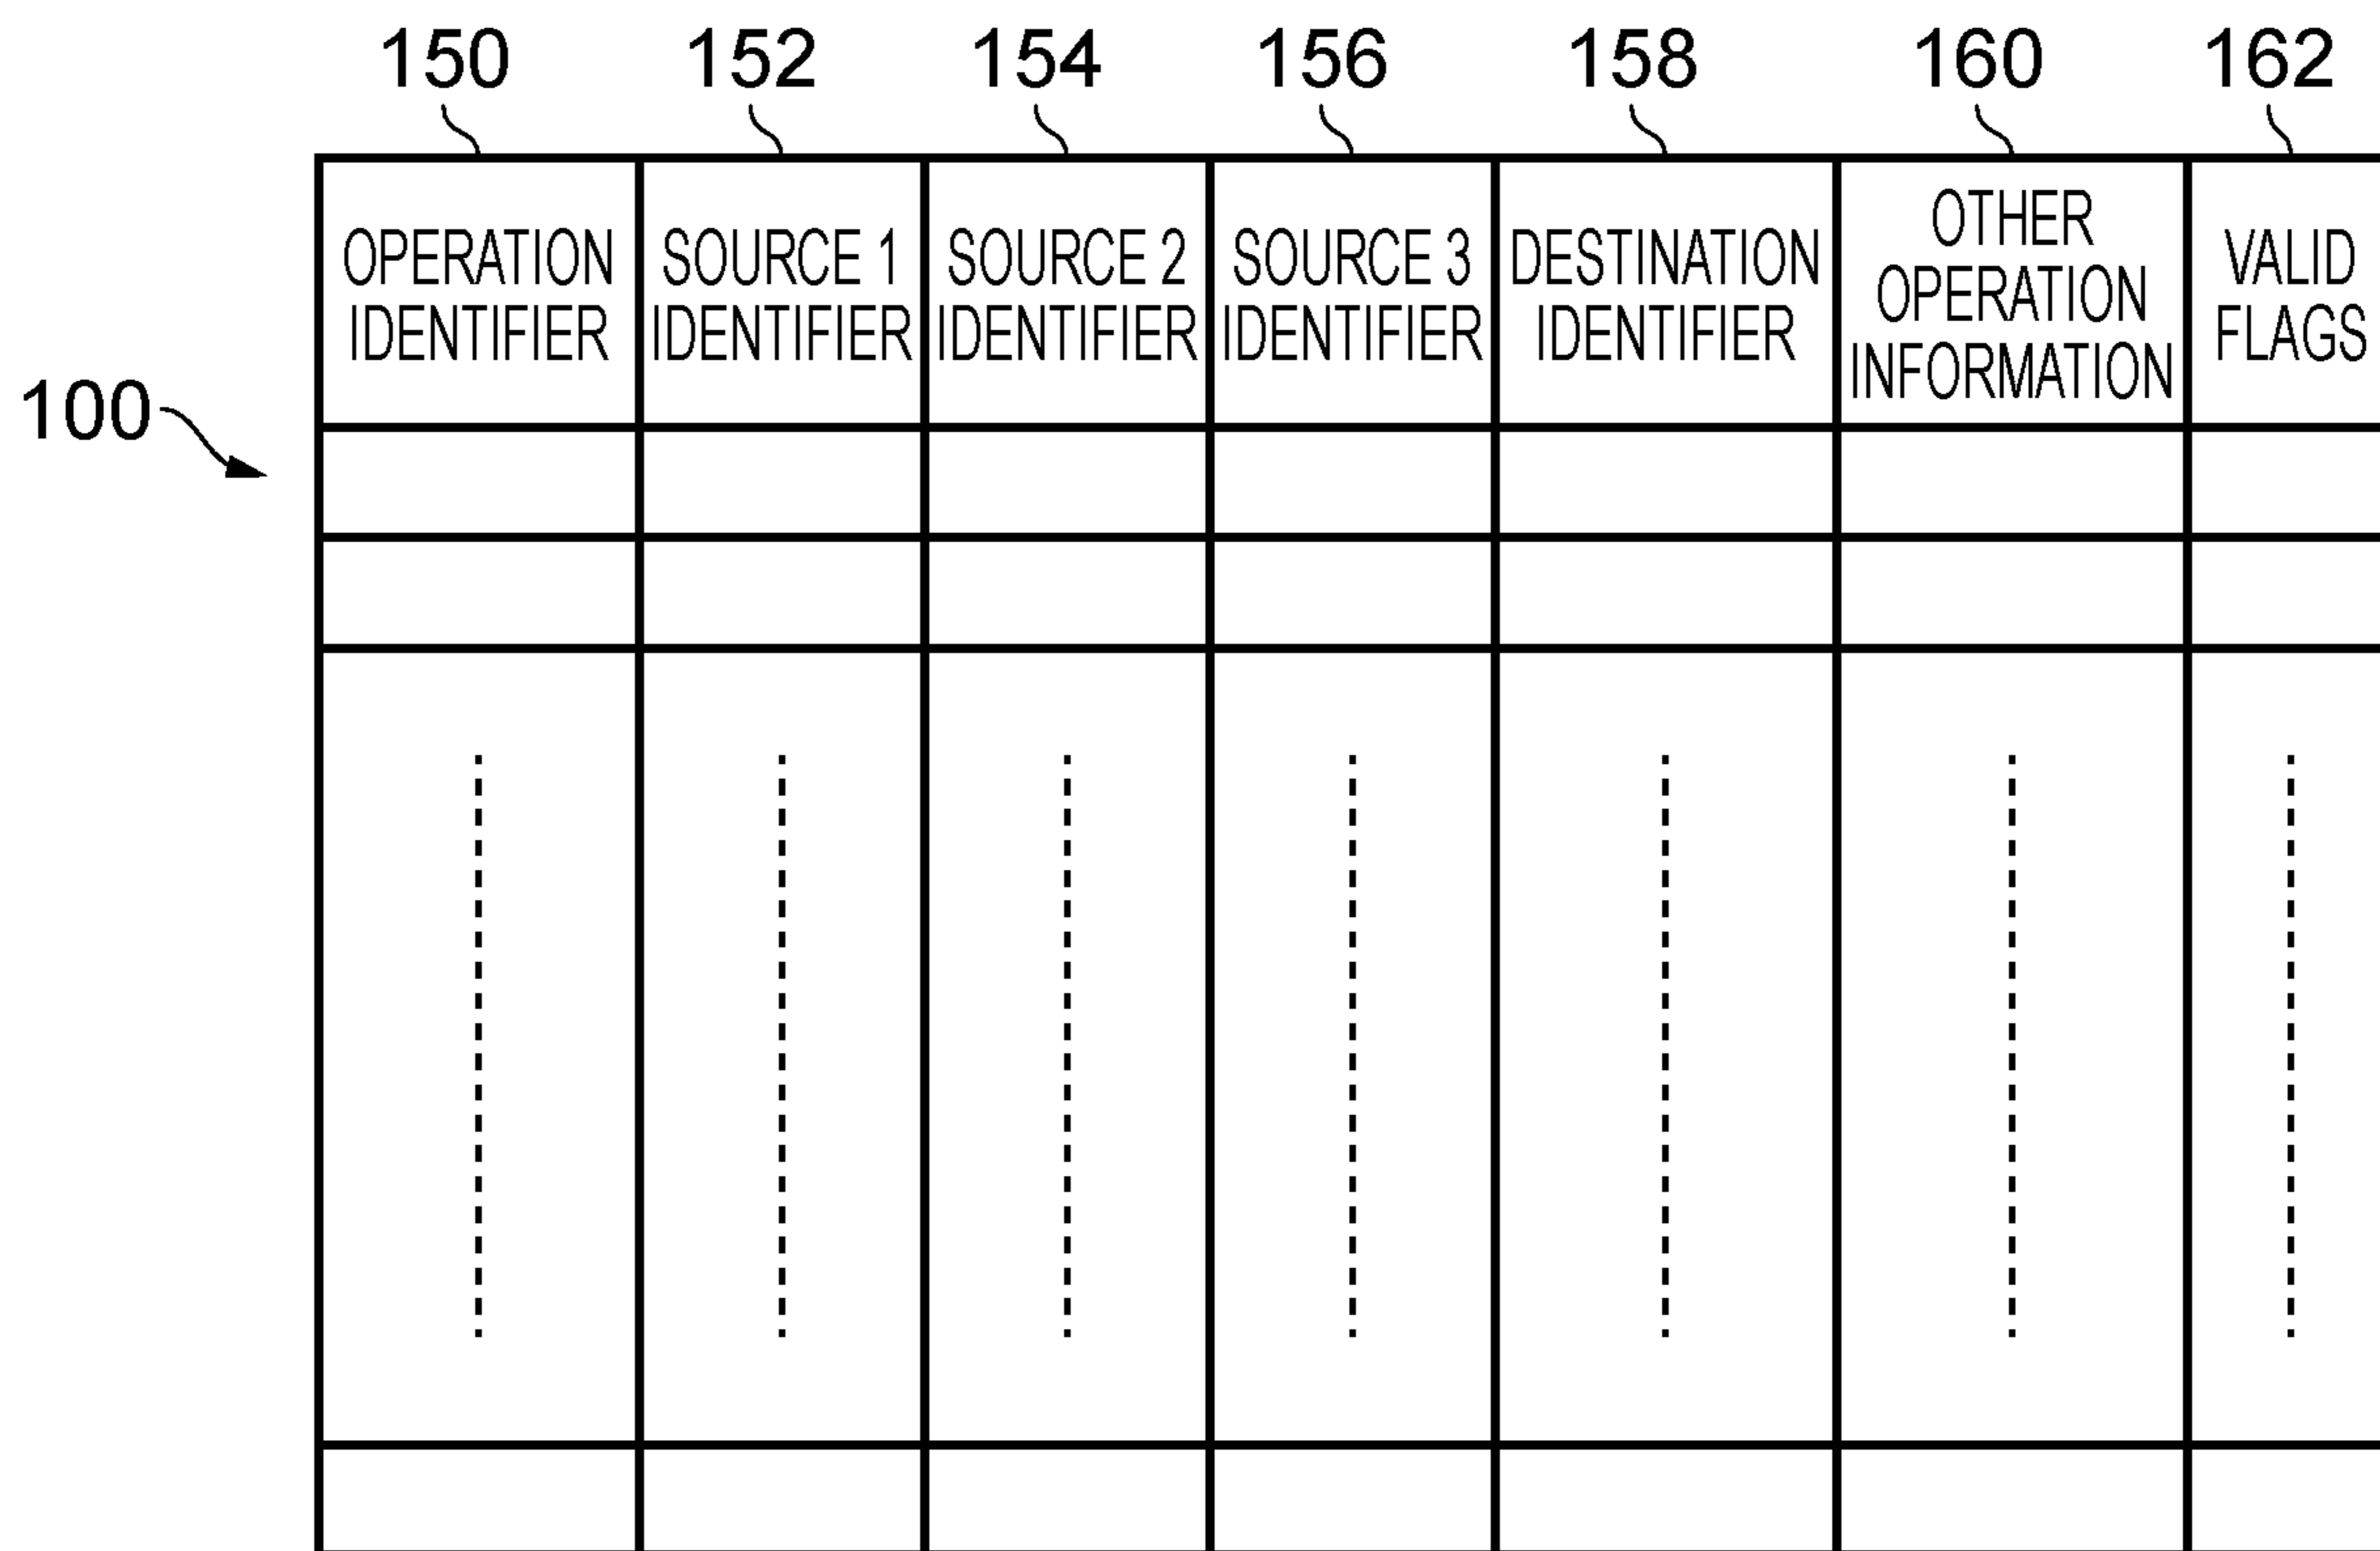 150 152 154 156 158 160 162
OPERATION IDENTIFIER
SOURCE 1 IDENTIFIER
SOURCE 2 IDENTIFIER
SOURCE 3 IDENTIFIER
DESTINATION IDENTIFIER
OTHER OPERATION INFORMATION
VALID FLAGS
100